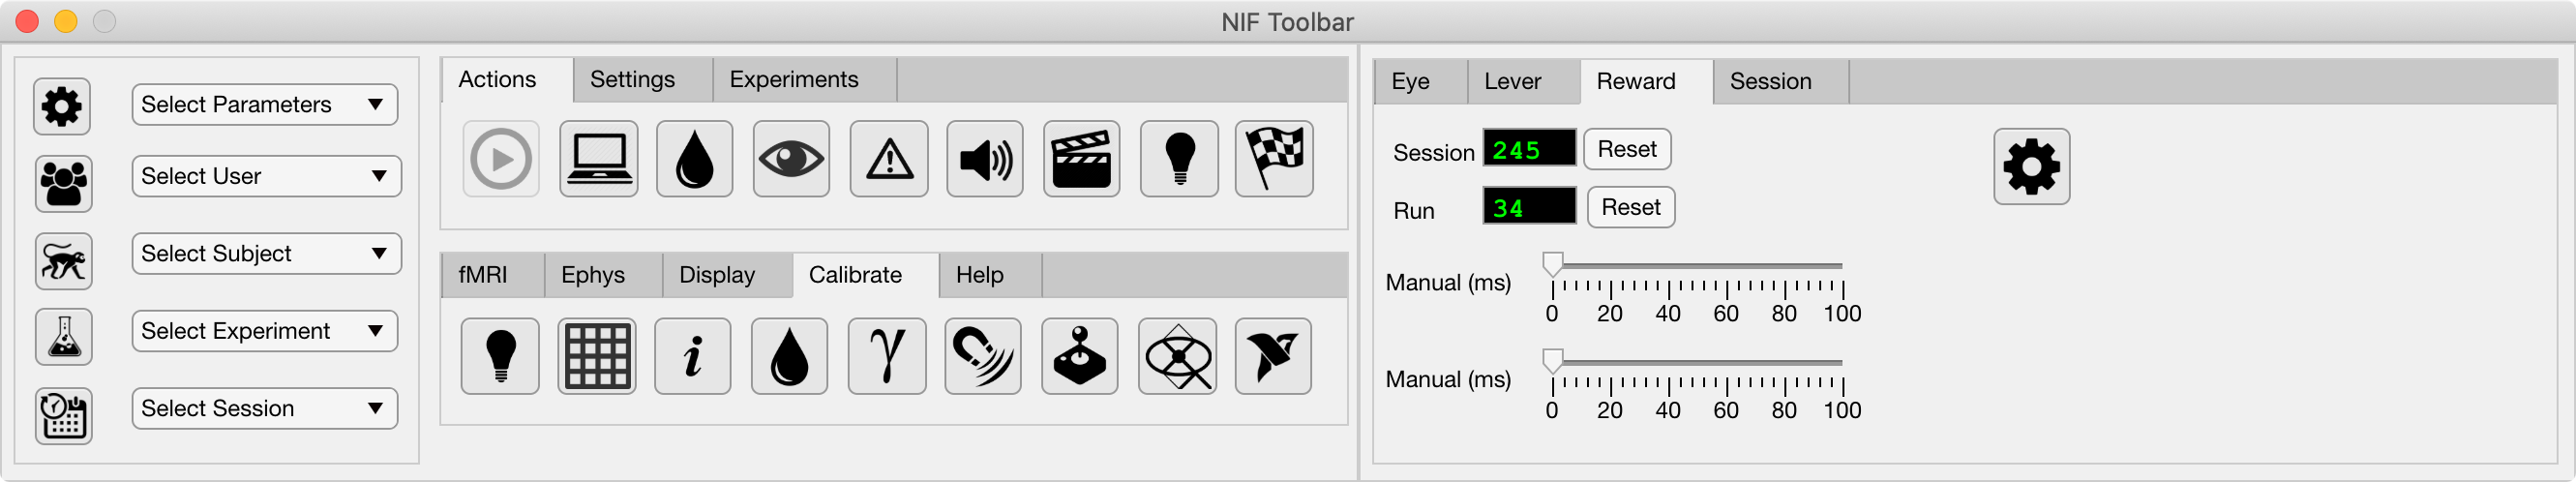 NIF Toolbar
Select Parameters
Select User
Select Subject
Select Experiment
Select Session
Actions Settings Experiments
fMRI Ephys Display Calibrate Help
i
γ
Eye Lever Reward Session
Session 245 Reset
Run 34 Reset
Manual (ms)
0 20 40 60 80 100
Manual (ms)
0 20 40 60 80 100